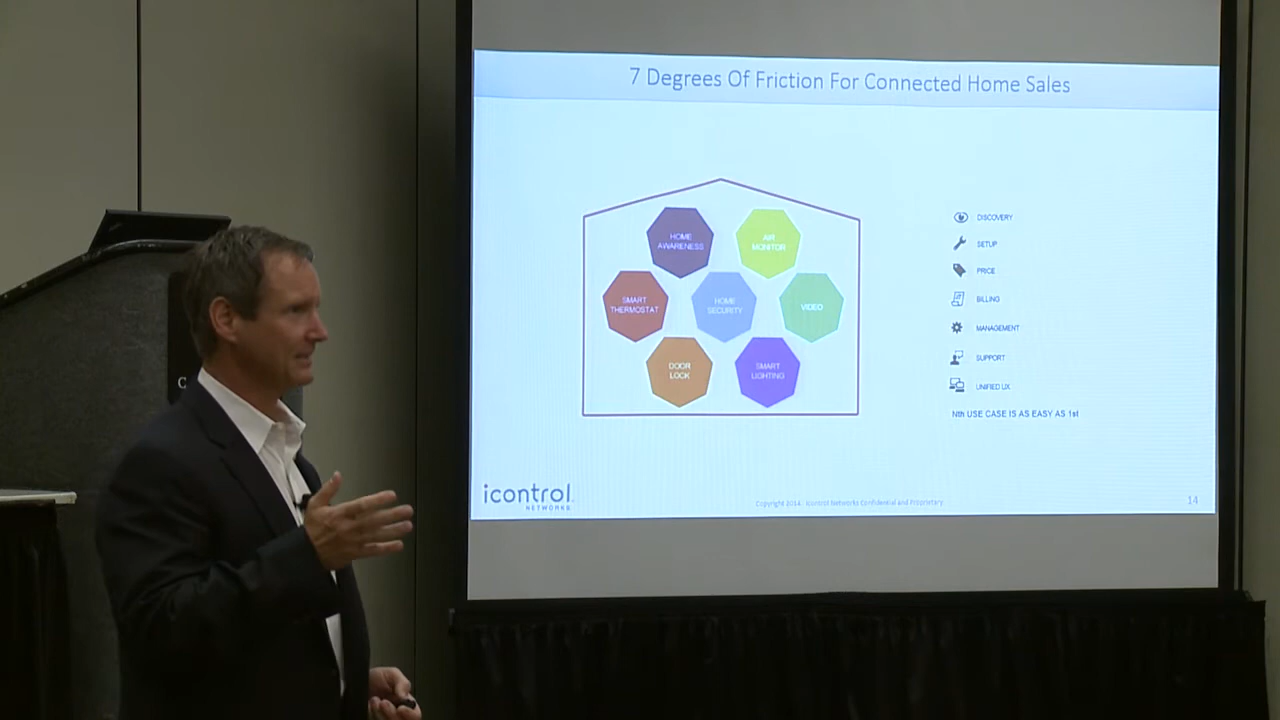 7 Degrees Of Friction For Connected Home Sales
HOME
AWARENESS
AIR
MONITOR
SMART
THERMOSTAT
HOME
SECURITY
VIDEO
DOOR
LOCK
SMART
LIGHTING
DISCOVERY
SETUP
PRICE
BILLING
MANAGEMENT
SUPPORT
UNIFIED UX
Nth USE CASE IS AS EASY AS 1st
icontrol
NETWORKS
Copyright 2014 Icontrol Networks Confidential and Proprietary
14
C